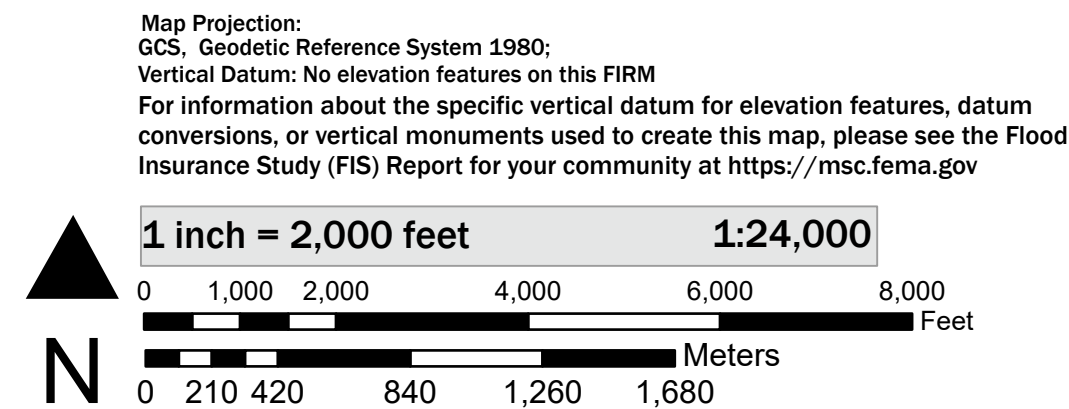 Map Projection:
GCS, Geodetic Reference System 1980;
Vertical Datum: No elevation features on this FIRM
For information about the specific vertical datum for elevation features, datum
conversions, or vertical monuments used to create this map, please see the Flood
Insurance Study (FIS) Report for your community at https://msc.fema.gov
1 inch = 2,000 feet 1:24,000
0 1,000 2,000 4,000 6,000 8,000
Feet
Meters
N 0 210 420 840 1,260 1,680